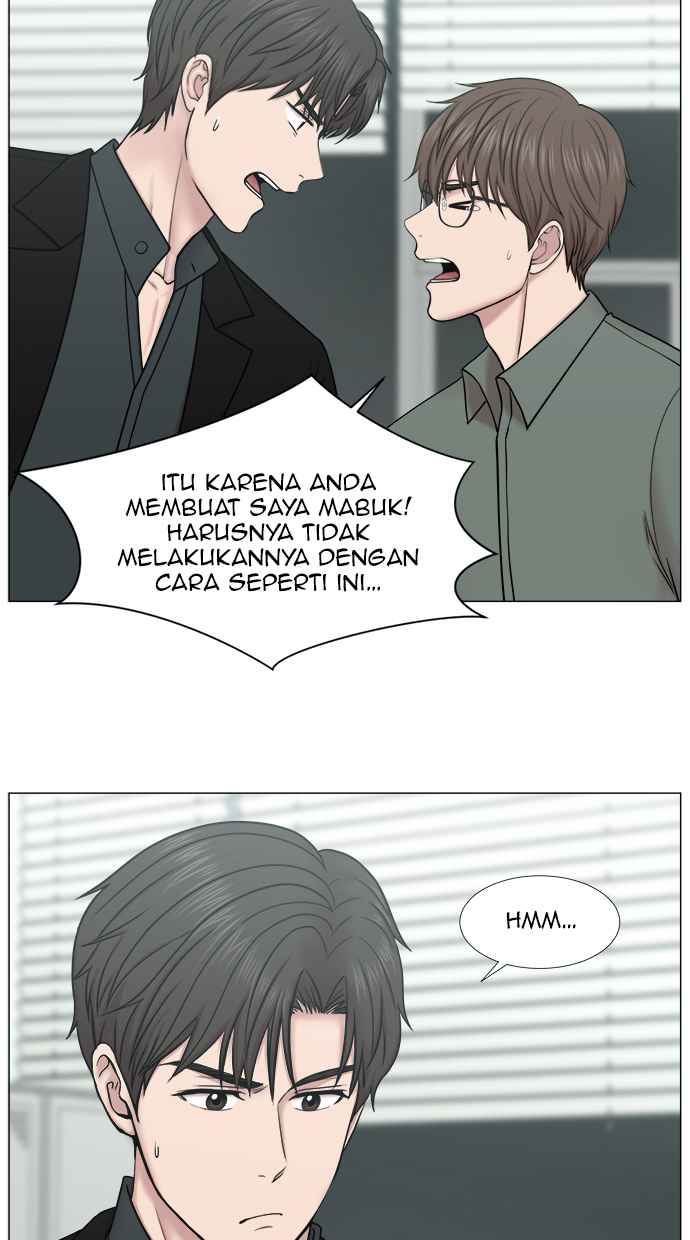 ITU KARENA ANDA
MEMBUAT SAYA MABUK!
HARUSNYA TIDAK
MELAKUKANNYA DENGAN
CARA SEPERTI INI...
HMM...